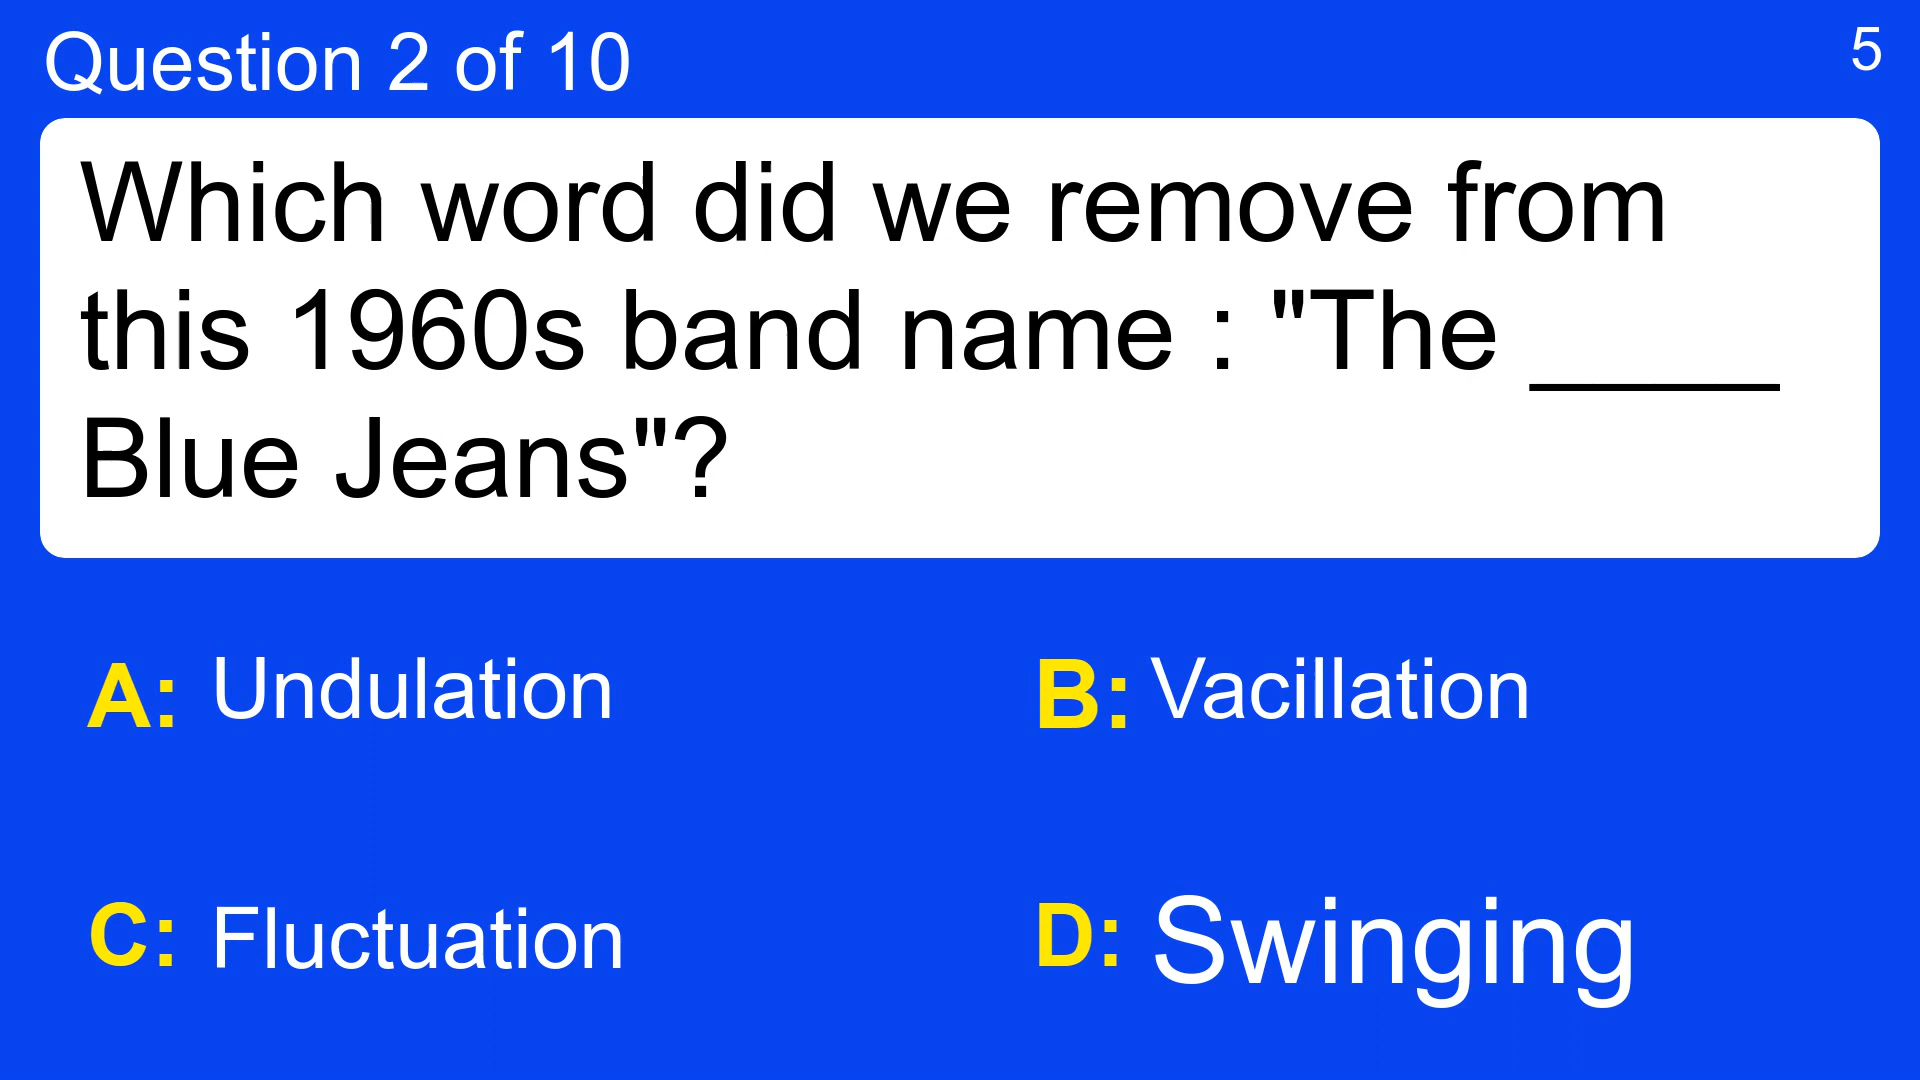 Question 2 of 10
5
Which word did we remove from
this 1960s band name : "The ____
Blue Jeans"?
A: Undulation
B: Vacillation
C: Fluctuation
D: Swinging